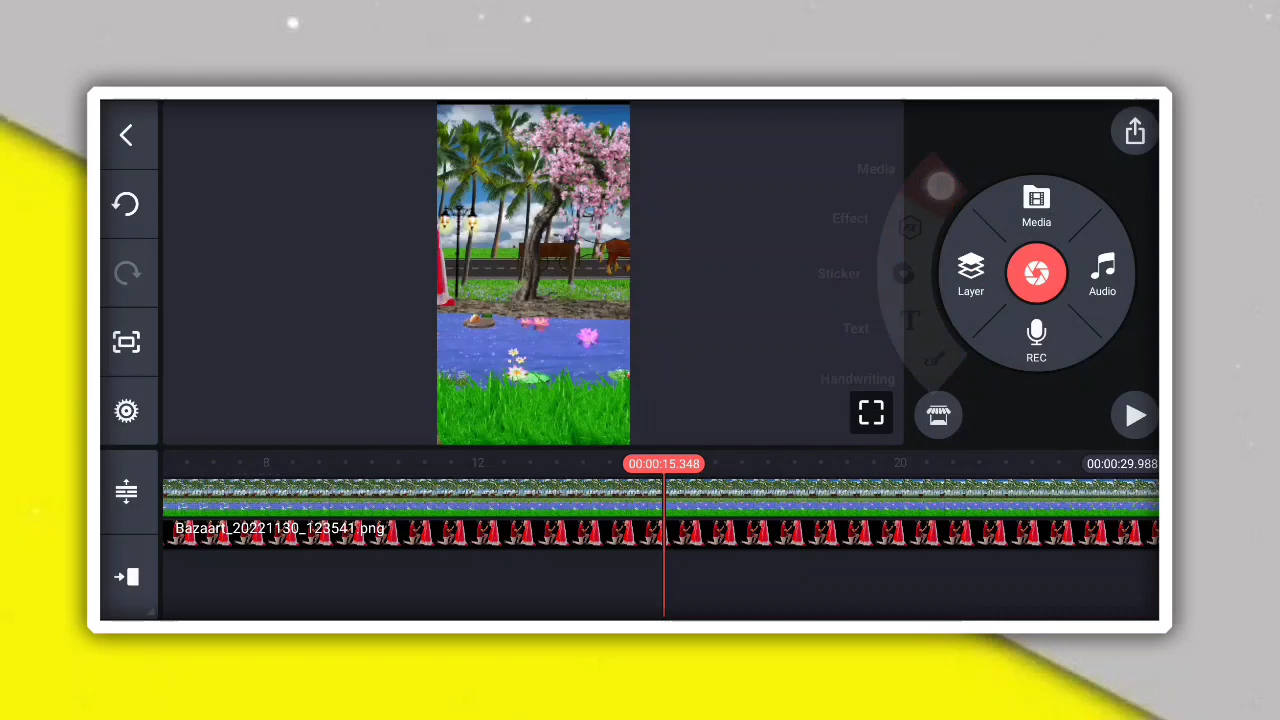 Media
Effect
Sticker
Text
Handwriting
Media
Layer
Audio
REC
8
12
00:00:15.348
20
00:00:29.988
Bazaart_20221130_123541.png